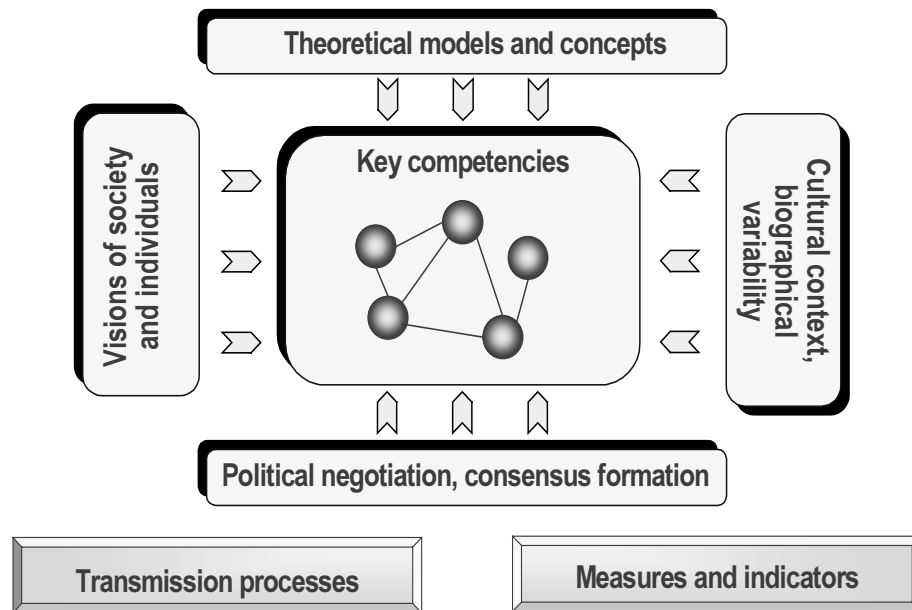 Theoretical models and concepts
Visions of society
and individuals
Key competencies
Cultural context,
biographical
variability
Political negotiation, consensus formation
Transmission processes
Measures and indicators